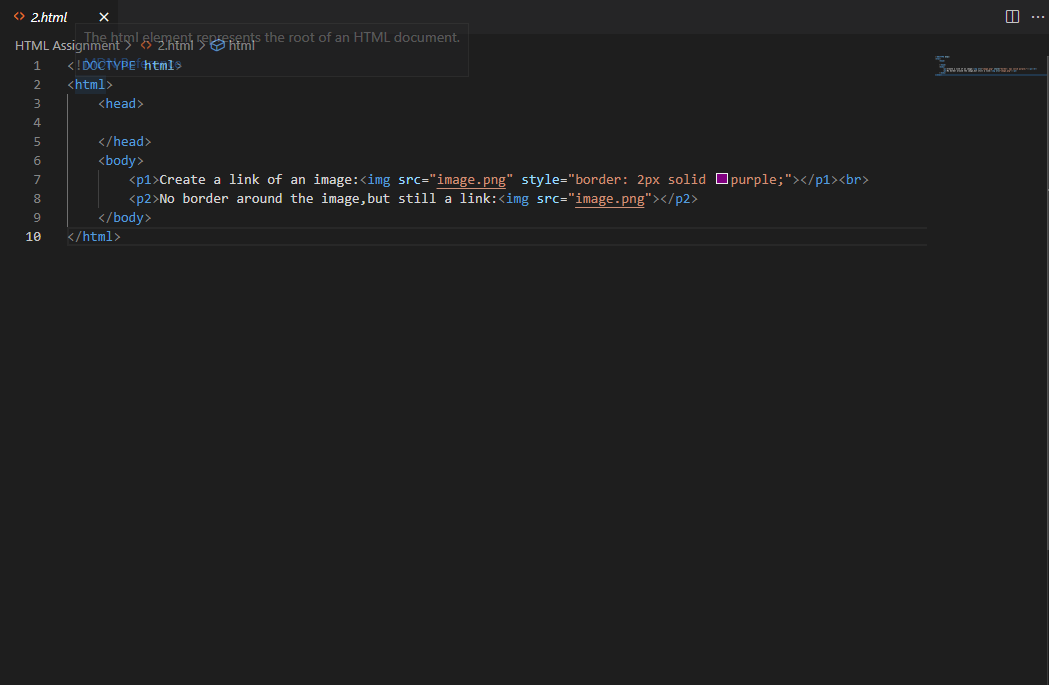 2.html
The html element represents the root of an HTML document.
HTML Assignment > 2.html > html
MDN Reference
1 <!DOCTYPE html>
2 <html>
3 <head>
4
5 </head>
6 <body>
7 <p1>Create a link of an image:<img src="image.png" style="border: 2px solid purple;"></p1><br>
8 <p2>No border around the image,but still a link:<img src="image.png"></p2>
9 </body>
10 </html>